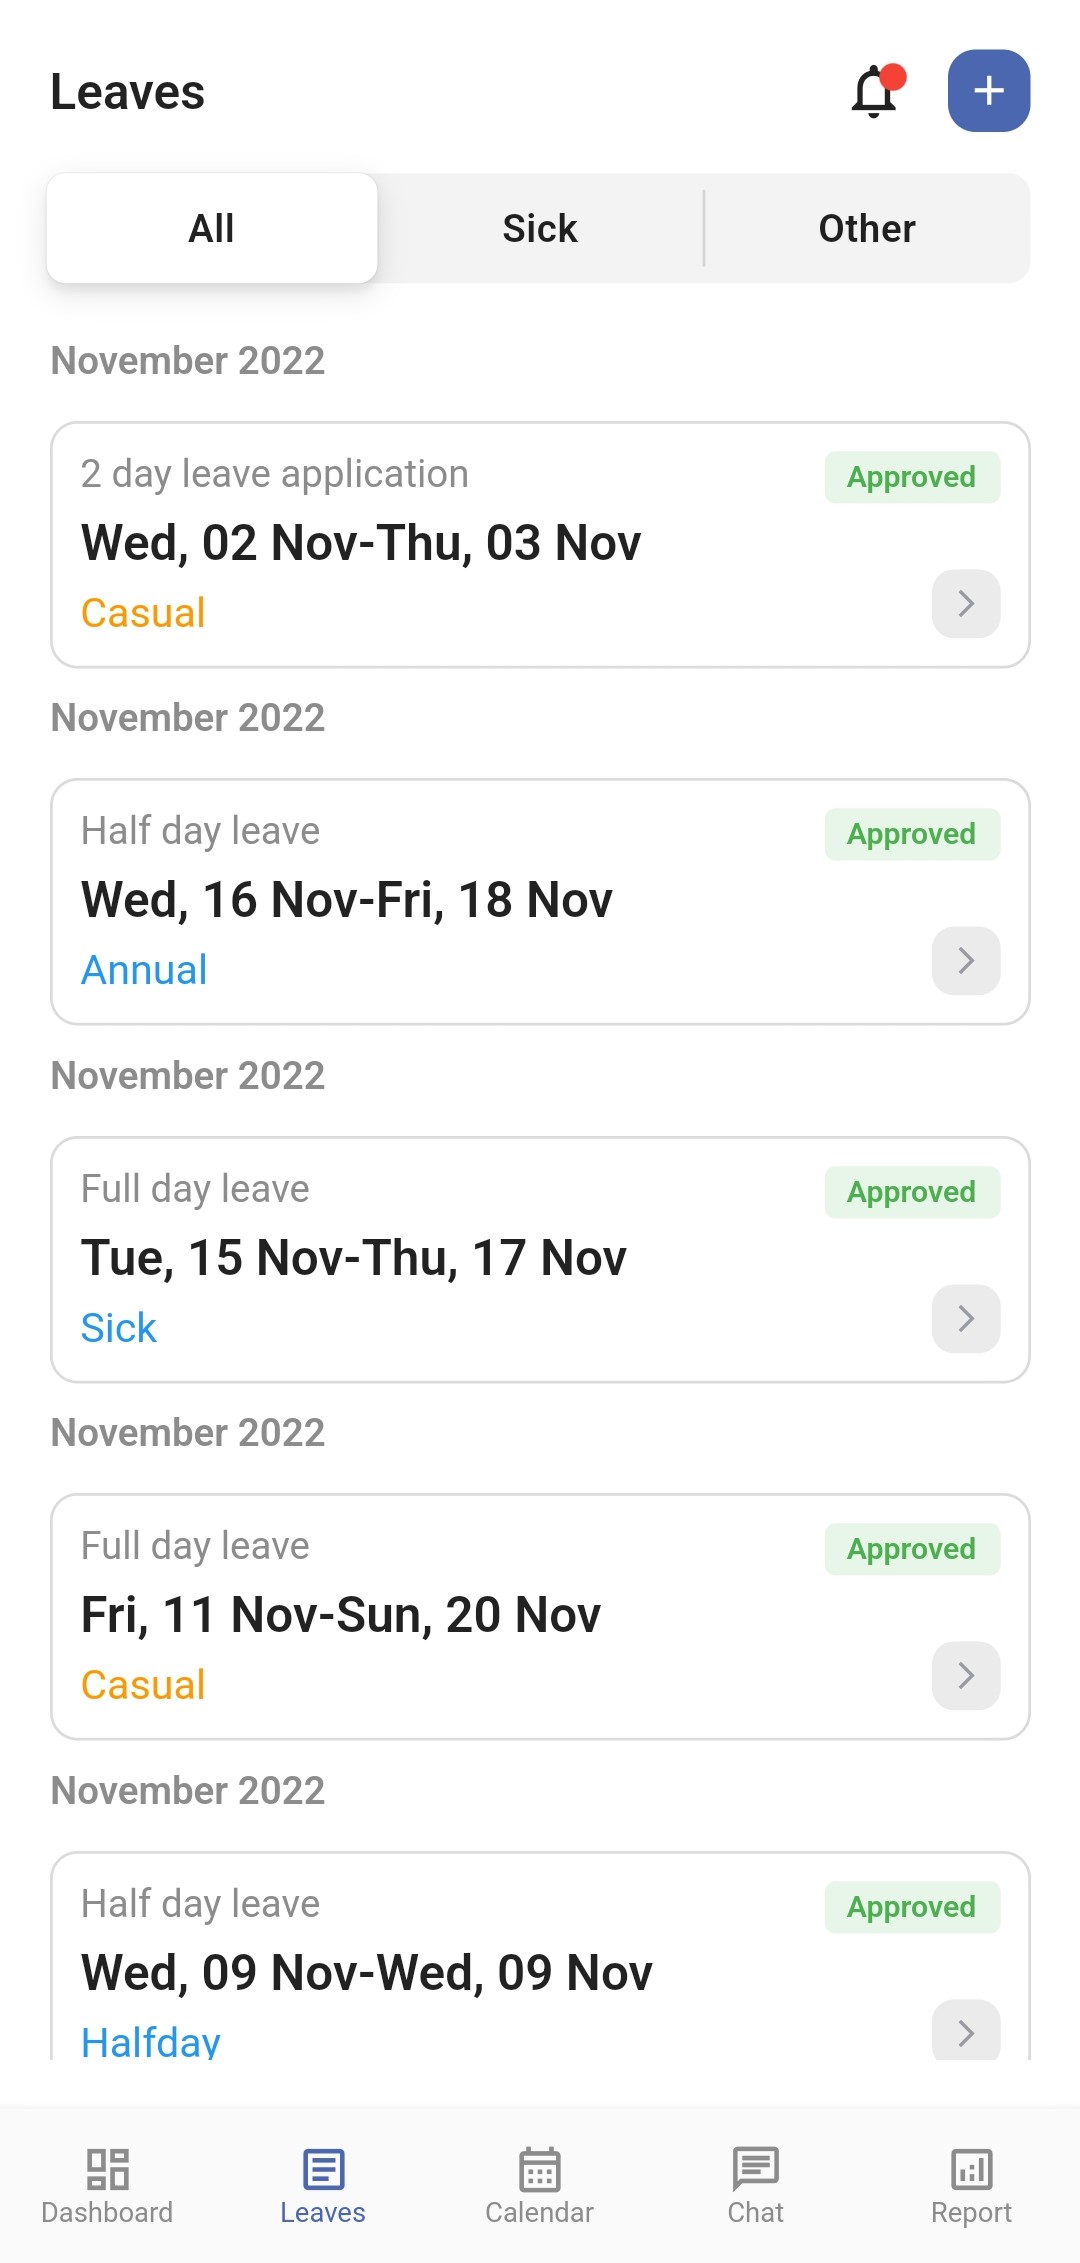 Leaves
All
Sick
Other
November 2022
2 day leave application
Approved
Wed, 02 Nov-Thu, 03 Nov
Casual
November 2022
Half day leave
Approved
Wed, 16 Nov-Fri, 18 Nov
Annual
November 2022
Full day leave
Approved
Tue, 15 Nov-Thu, 17 Nov
Sick
November 2022
Full day leave
Approved
Fri, 11 Nov-Sun, 20 Nov
Casual
November 2022
Half day leave
Approved
Wed, 09 Nov-Wed, 09 Nov
Halfday
Dashboard
Leaves
Calendar
Chat
Report